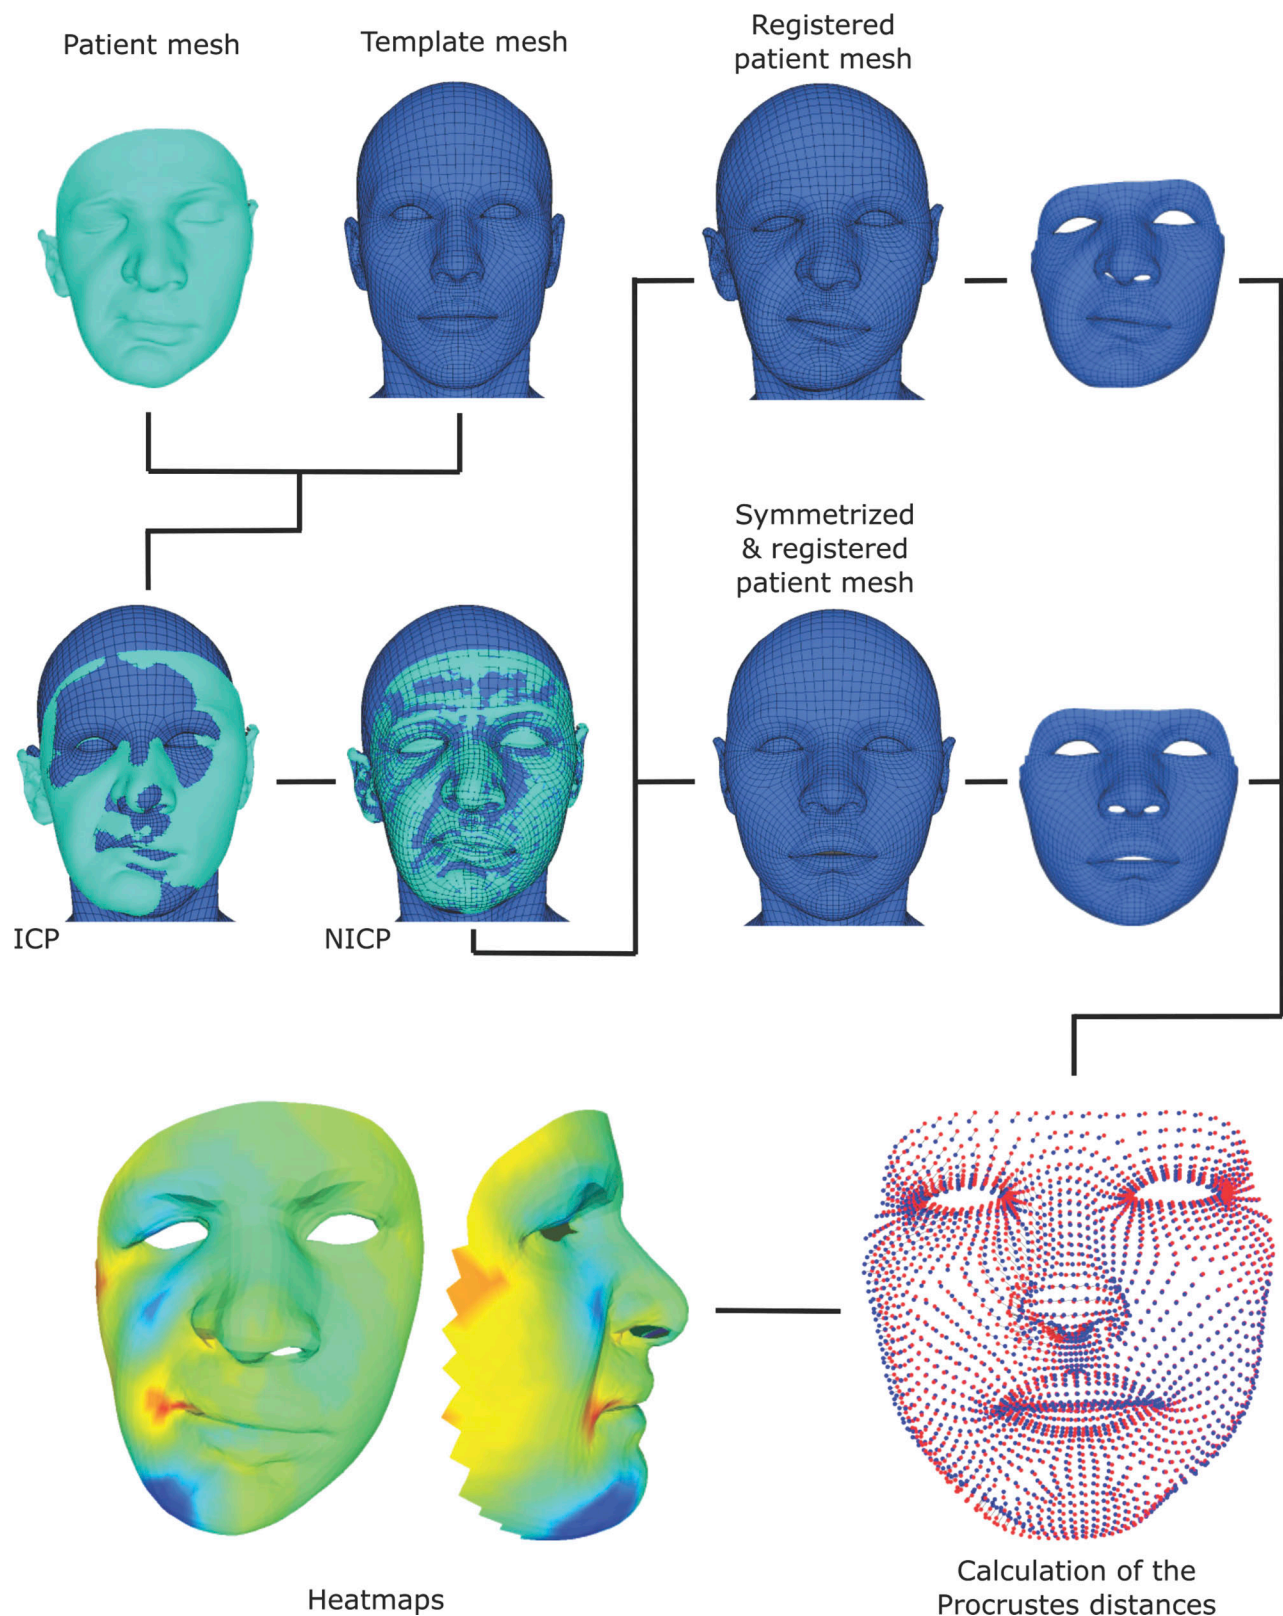 Patient mesh
Template mesh
Registered
patient mesh
Symmetrized
& registered
patient mesh
ICP
NICP
Heatmaps
Calculation of the
Procrustes distances